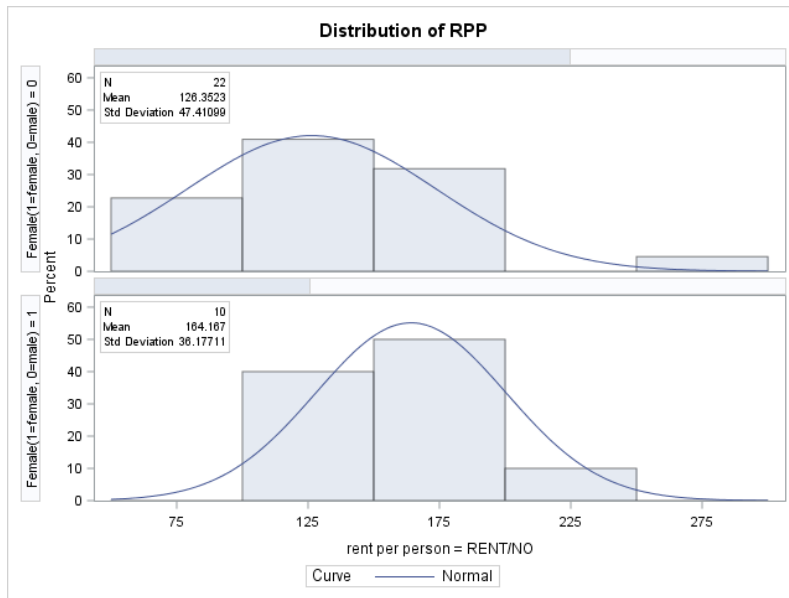 Distribution of RPP
Female(1=female, 0=male) = 0
60
50
40
30
20
10
0
N 22
Mean 126.3523
Std Deviation 47.41099
Percent
Female(1=female, 0=male) = 1
60
50
40
30
20
10
0
N 10
Mean 164.167
Std Deviation 36.17711
75 125 175 225 275
rent per person = RENT/NO
Curve Normal